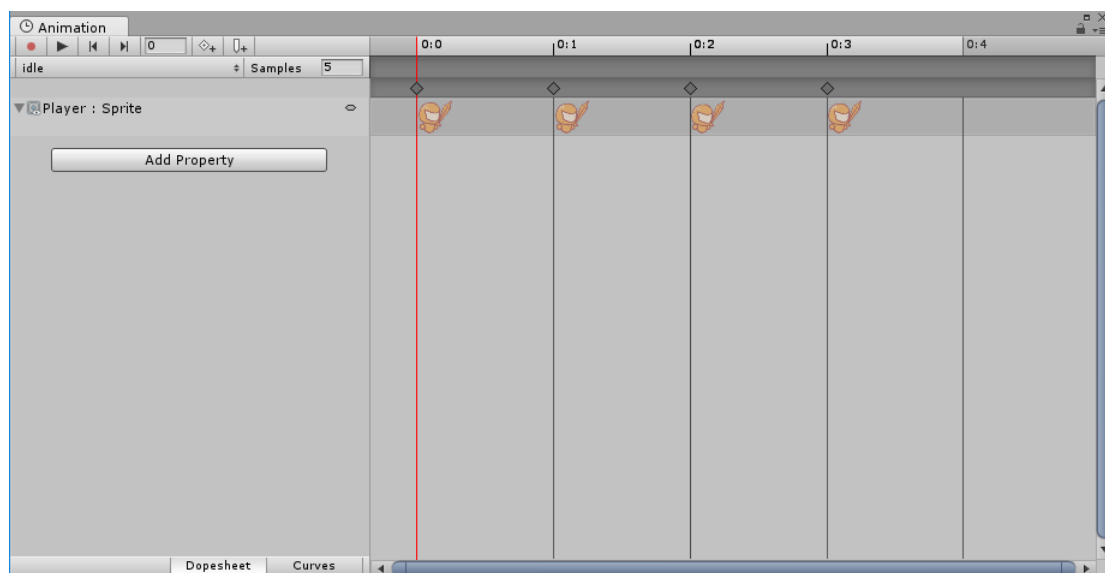 Animation
0 0:0 0:1 0:2 0:3 0:4
idle Samples 5
Player : Sprite
Add Property
Dopesheet Curves